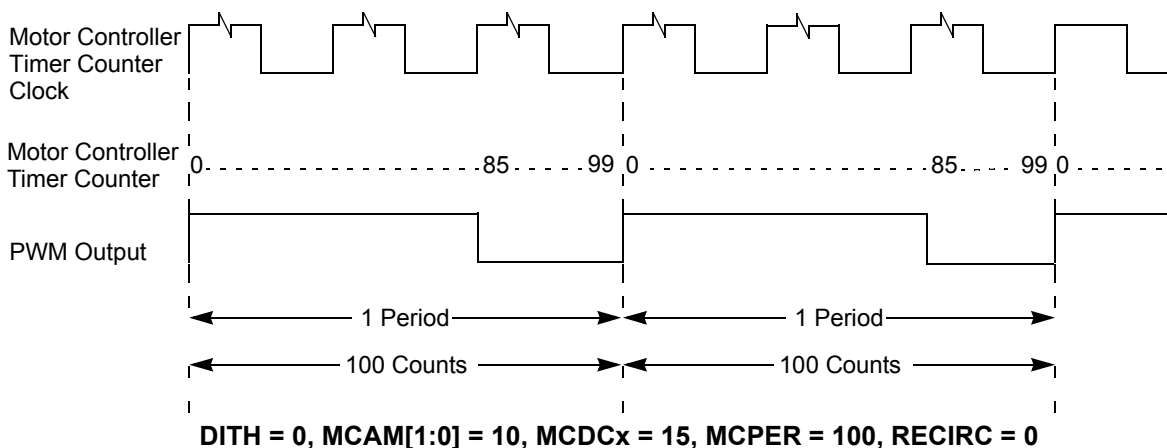 Motor Controller
Timer Counter
Clock
Motor Controller
Timer Counter
0 85 99 0 85 99 0
PWM Output
1 Period 1 Period
100 Counts 100 Counts
DITH = 0, MCAM[1:0] = 10, MCDCx = 15, MCPER = 100, RECIRC = 0